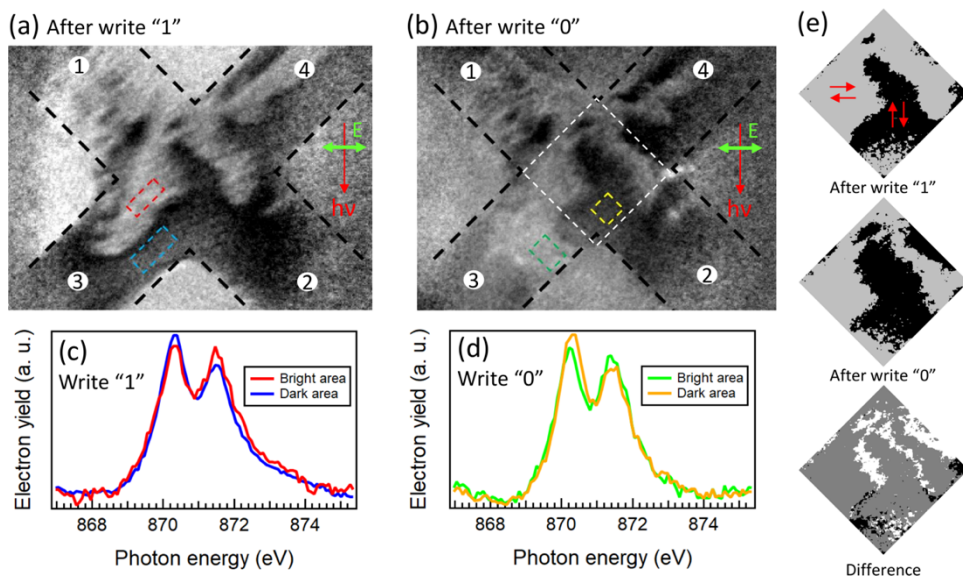 (a) After write “1”
1
4
E
hν
3
2
(b) After write “0”
1
4
E
hν
3
2
(c)
Write “1”
Bright area
Dark area
Electron yield (a. u.)
868 870 872 874
Photon energy (eV)
(d)
Write “0”
Bright area
Dark area
Electron yield (a. u.)
868 870 872 874
Photon energy (eV)
(e)
After write “1”
After write “0”
Difference